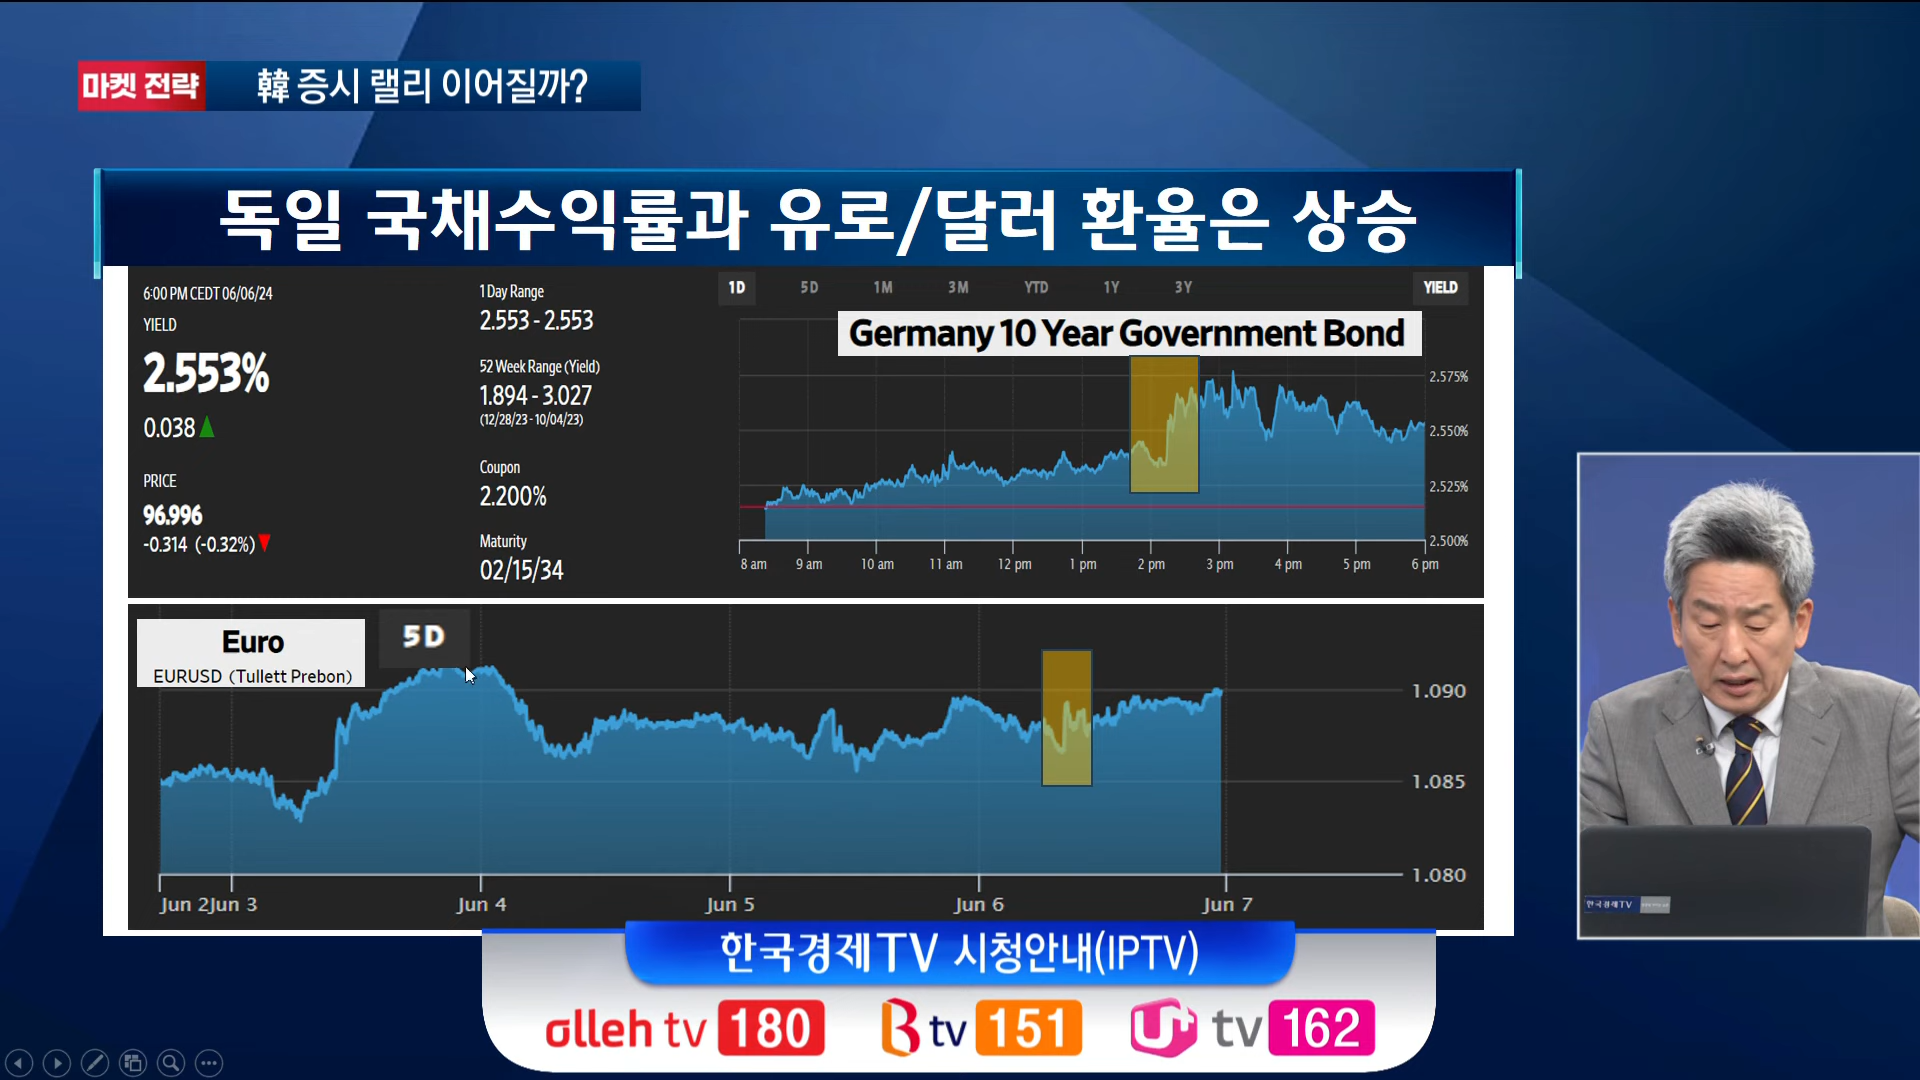 마켓 전략
韓 증시 랠리 이어질까?
독일 국채수익률과 유로/달러 환율은 상승
6:00 PM CEDT 06/06/24
YIELD
2.553%
0.038
PRICE
96.996
-0.314 (-0.32%)
1 Day Range
2.553 - 2.553
52 Week Range (Yield)
1.894 - 3.027
(12/28/23 - 10/04/23)
Coupon
2.200%
Maturity
02/15/34
1D 5D 1M 3M YTD 1Y 3Y YIELD
Germany 10 Year Government Bond
2.575%
2.550%
2.525%
2.500%
8 am 9 am 10 am 11 am 12 pm 1 pm 2 pm 3 pm 4 pm 5 pm 6 pm
Euro
EURUSD (Tullett Prebon)
5D
1.090
1.085
1.080
Jun 2 Jun 3 Jun 4 Jun 5 Jun 6 Jun 7
한국경제TV
한국경제TV 시청안내(IPTV)
olleh tv 180 B tv 151 U+ tv 162